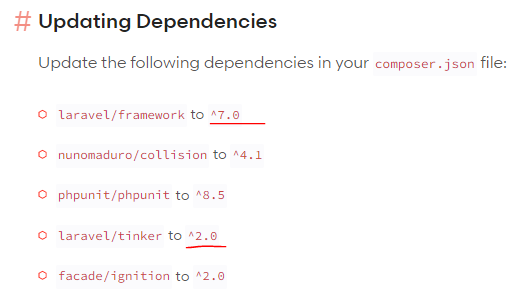 # Updating Dependencies
Update the following dependencies in your composer.json file:
laravel/framework to ^7.0
nunomaduro/collision to ^4.1
phpunit/phpunit to ^8.5
laravel/tinker to ^2.0
facade/ignition to ^2.0